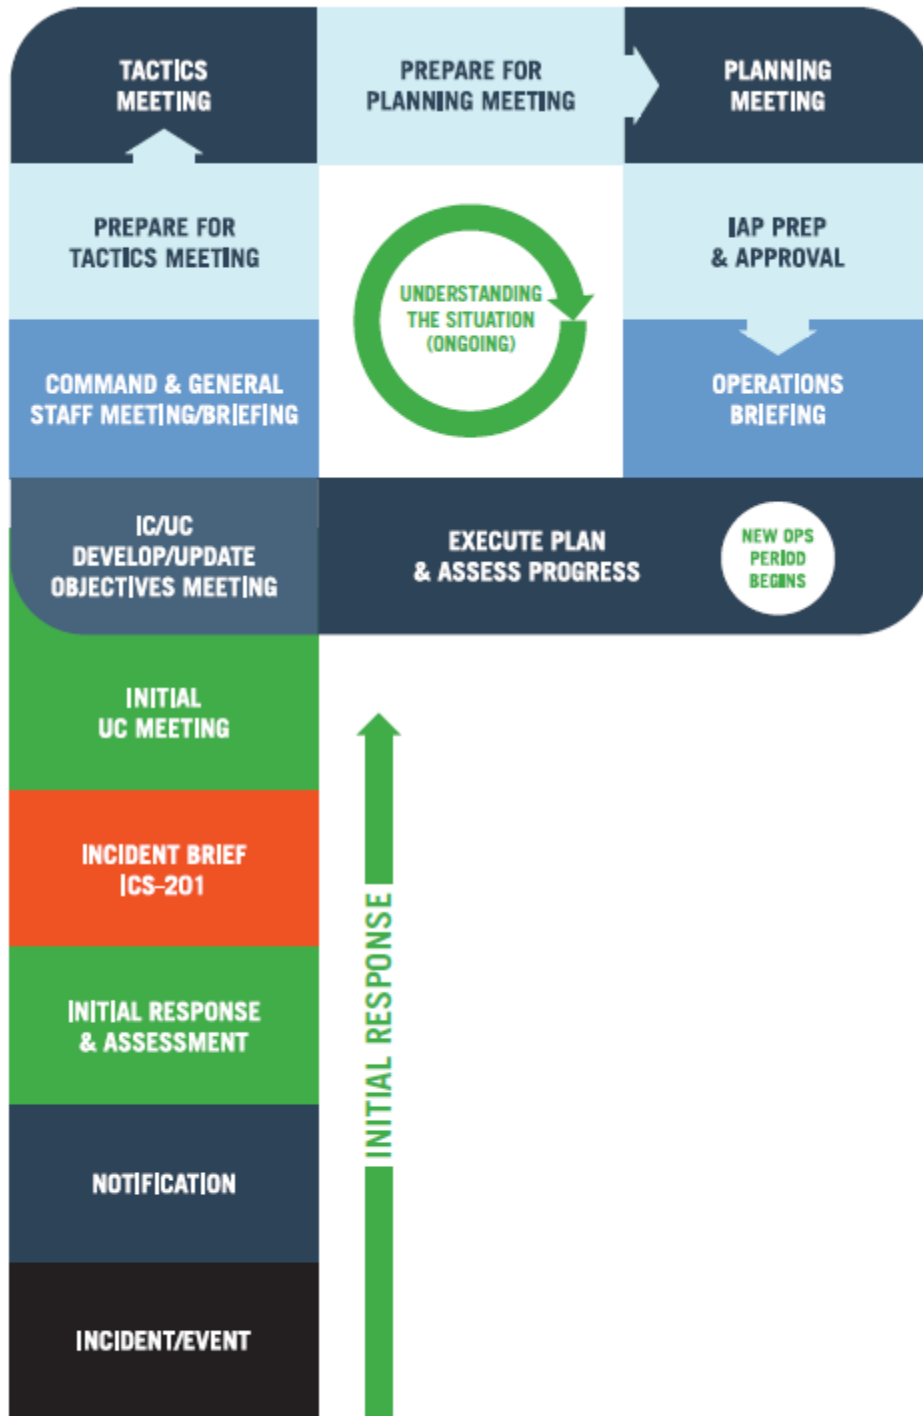 TACTICS
MEETING
PREPARE FOR
PLANNING MEETING
PLANNING
MEETING
PREPARE FOR
TACTICS MEETING
UNDERSTANDING
THE SITUATION
(ONGOING)
IAP PREP
& APPROVAL
COMMAND & GENERAL
STAFF MEETING/BRIEFING
OPERATIONS
BRIEFING
IC/UC
DEVELOP/UPDATE
OBJECTIVES MEETING
EXECUTE PLAN
& ASSESS PROGRESS
NEW OPS
PERIOD
BEGINS
INITIAL
UC MEETING
INCIDENT BRIEF
ICS–201
INITIAL RESPONSE
& ASSESSMENT
NOTIFICATION
INCIDENT/EVENT
INITIAL RESPONSE